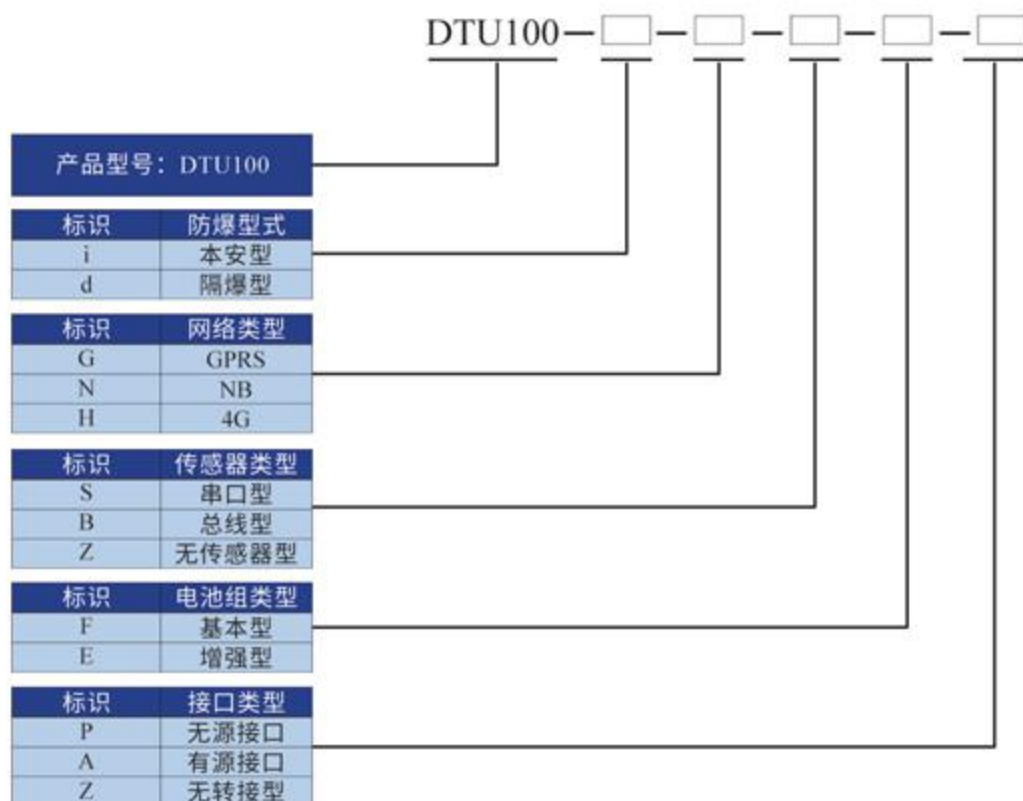 DTU100—□—□—□—□—□
产品型号：DTU100
标识 防爆型式
i 本安型
d 隔爆型
标识 网络类型
G GPRS
N NB
H 4G
标识 传感器类型
S 串口型
B 总线型
Z 无传感器型
标识 电池组类型
F 基本型
E 增强型
标识 接口类型
P 无源接口
A 有源接口
Z 无转接型